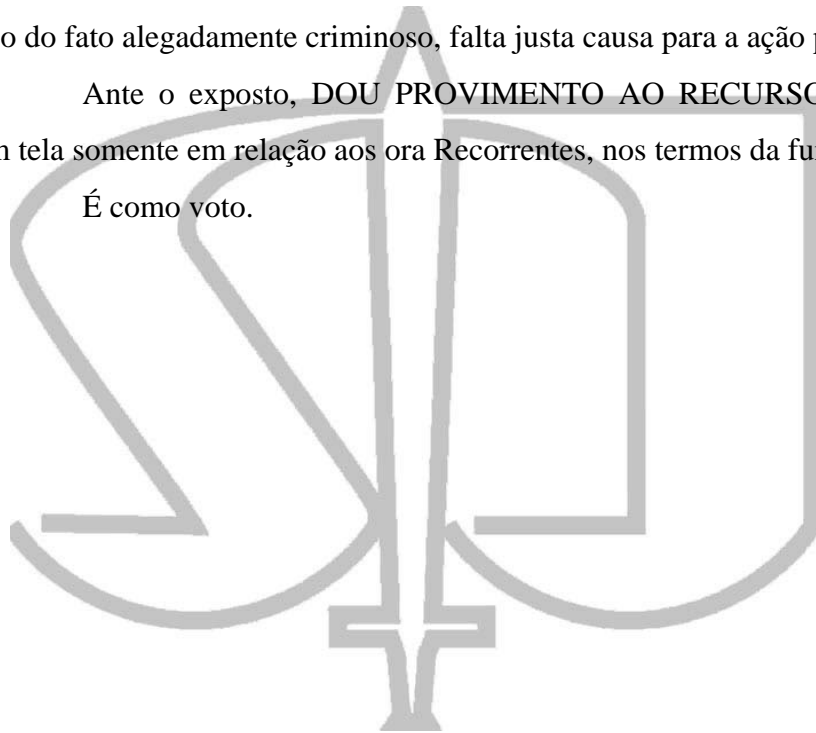 o do fato alegadamente criminoso, falta justa causa para a ação
Ante o exposto, DOU PROVIMENTO AO RECURSO
tela somente em relação aos ora Recorrentes, nos termos da
É como voto.
STJ